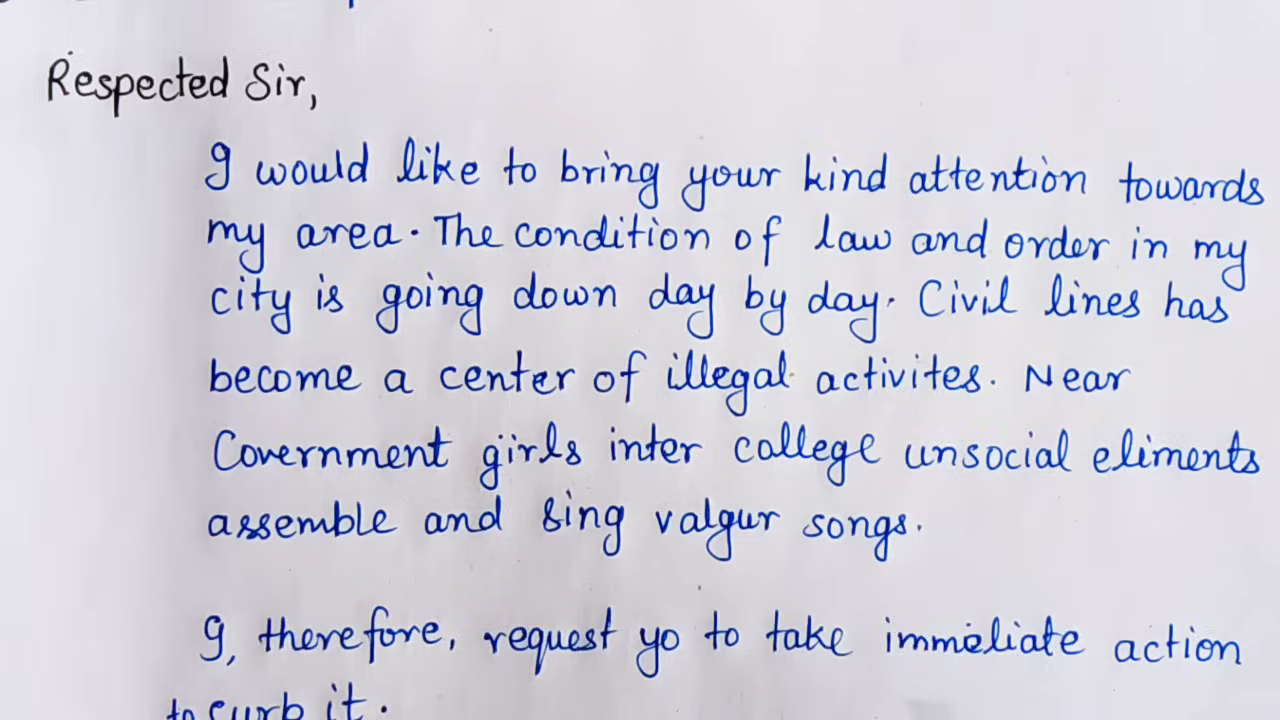 Respected Sir,
I would like to bring your kind attention towards
my area. The condition of law and order in my
city is going down day by day. Civil lines has
become a center of illegal activites. Near
Government girls inter college unsocial eliments
assemble and sing valgur songs.
I, therefore, request yo to take immeliate action
to curb it.